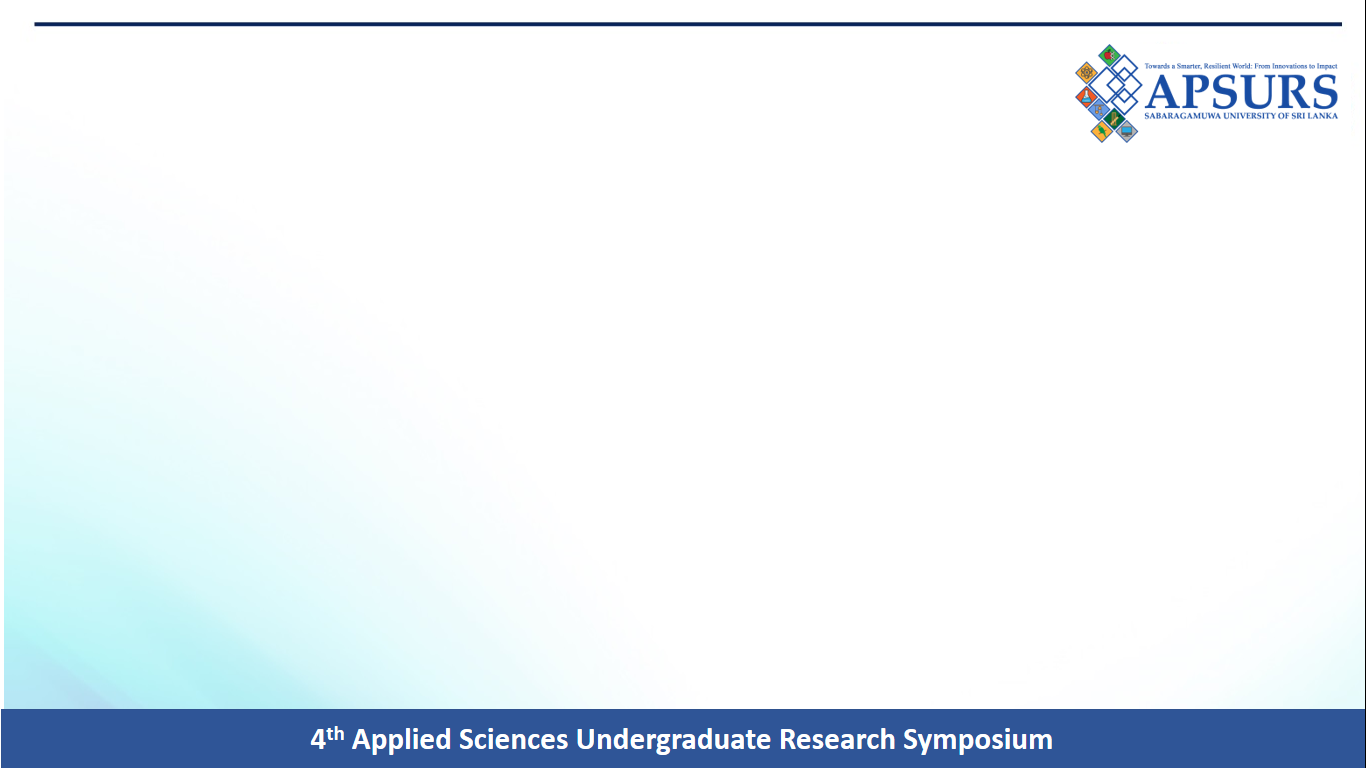 Towards a Smarter, Resilient World: From Innovations to Impact
APSURS
SABARAGAMUWA UNIVERSITY OF SRI LANKA
4th Applied Sciences Undergraduate Research Symposium